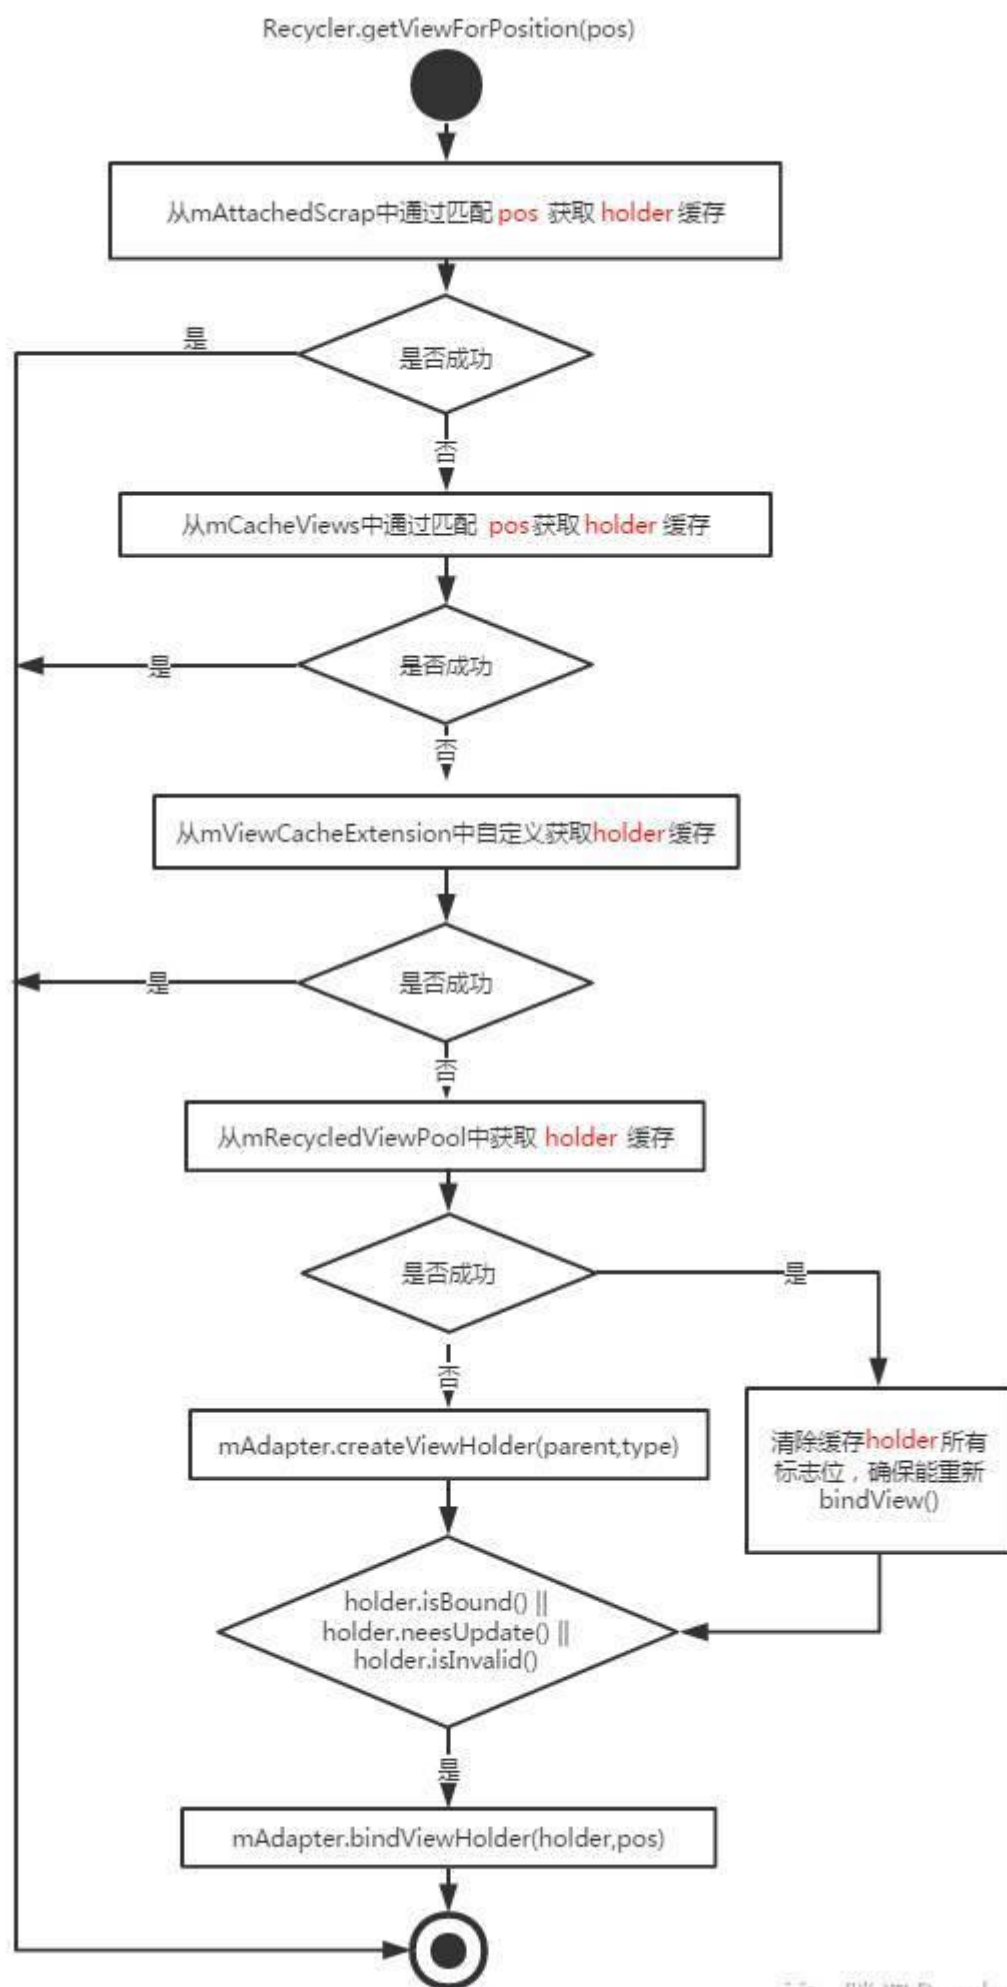 Recycler.getViewForPosition(pos)
从mAttachedScrap中通过匹配 pos 获取 holder 缓存
是否成功
是
否
从mCacheViews中通过匹配 pos 获取 holder 缓存
是否成功
是
否
从mViewCacheExtension中自定义获取holder 缓存
是否成功
是
否
从mRecycledViewPool中获取 holder 缓存
是否成功
是
否
mAdapter.createViewHolder(parent,type)
清除缓存holder 所有
标志位，确保能重新
bindView()
holder.isBound() ||
holder.neesUpdate() ||
holder.isInvalid()
是
mAdapter.bindViewHolder(holder,pos)